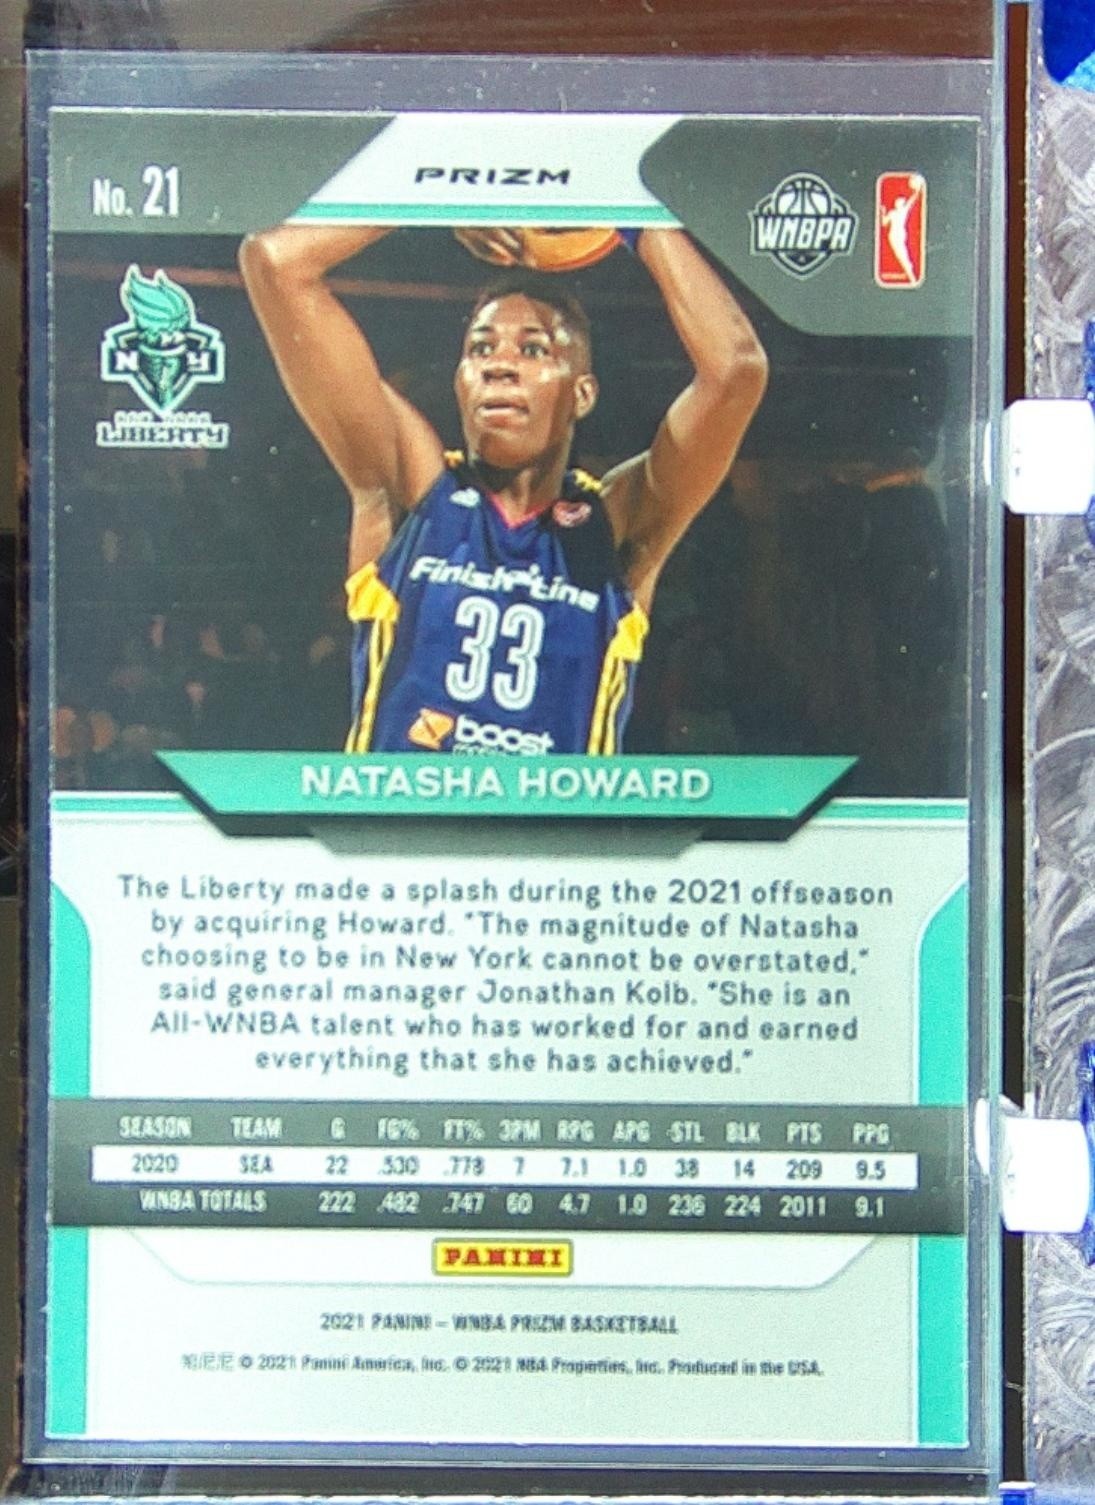 No. 21
PRIZM
WNBPA
NY
LIBERTY
Finish Line
33
boost
NATASHA HOWARD
The Liberty made a splash during the 2021 offseason
by acquiring Howard. "The magnitude of Natasha
choosing to be in New York cannot be overstated,"
said general manager Jonathan Kolb. "She is an
All-WNBA talent who has worked for and earned
everything that she has achieved."
SEASON TEAM G FG% FT% 3PM RPG APG STL BLK PTS PPG
2020 SEA 22 .530 .778 7 7.1 1.0 38 14 209 9.5
WNBA TOTALS 222 .482 .747 60 4.7 1.0 236 224 2011 9.1
PANINI
2021 PANINI – WNBA PRIZM BASKETBALL
© 2021 Panini America, Inc. © 2021 NBA Properties, Inc. Produced in the USA.